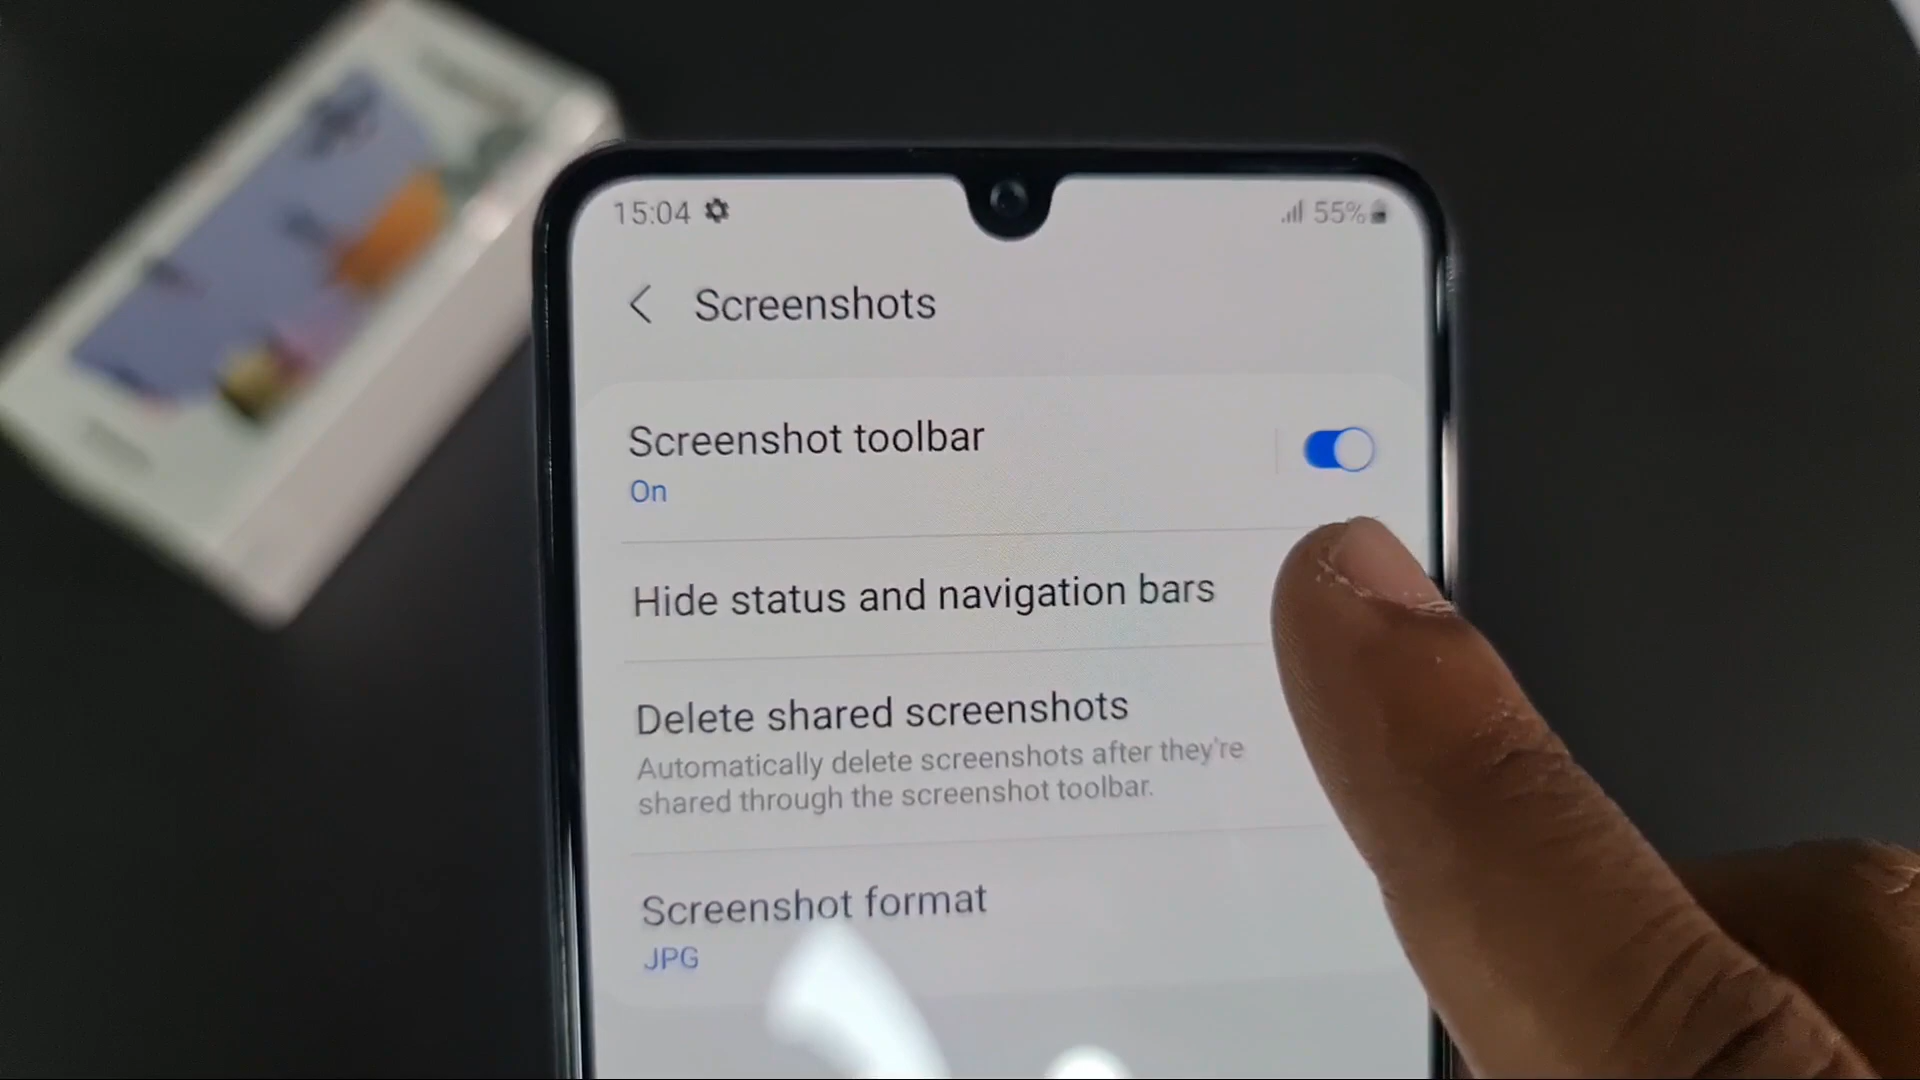 15:04
55%
Screenshots
Screenshot toolbar
On
Hide status and navigation bars
Delete shared screenshots
Automatically delete screenshots after they're
shared through the screenshot toolbar.
Screenshot format
JPG